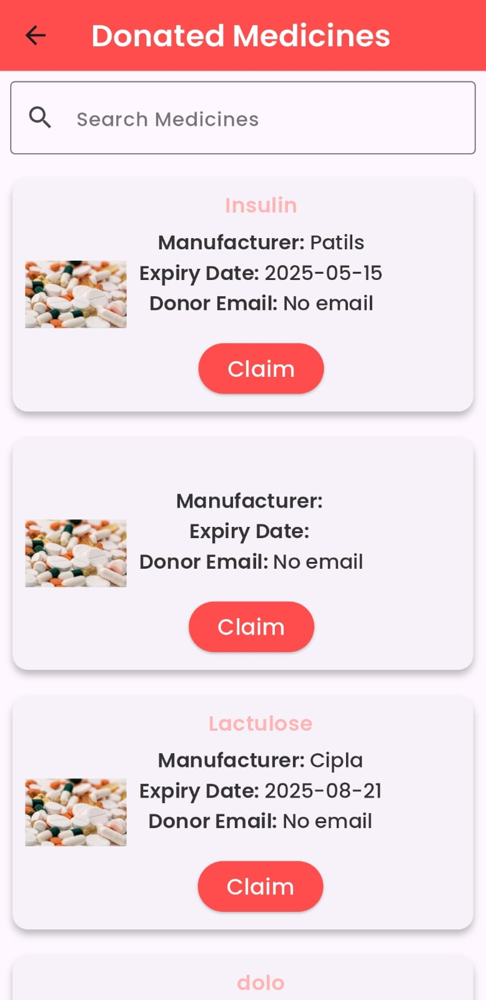 Donated Medicines
Search Medicines
Insulin
Manufacturer: Patils
Expiry Date: 2025-05-15
Donor Email: No email
Claim
Manufacturer:
Expiry Date:
Donor Email: No email
Claim
Lactulose
Manufacturer: Cipla
Expiry Date: 2025-08-21
Donor Email: No email
Claim
dolo